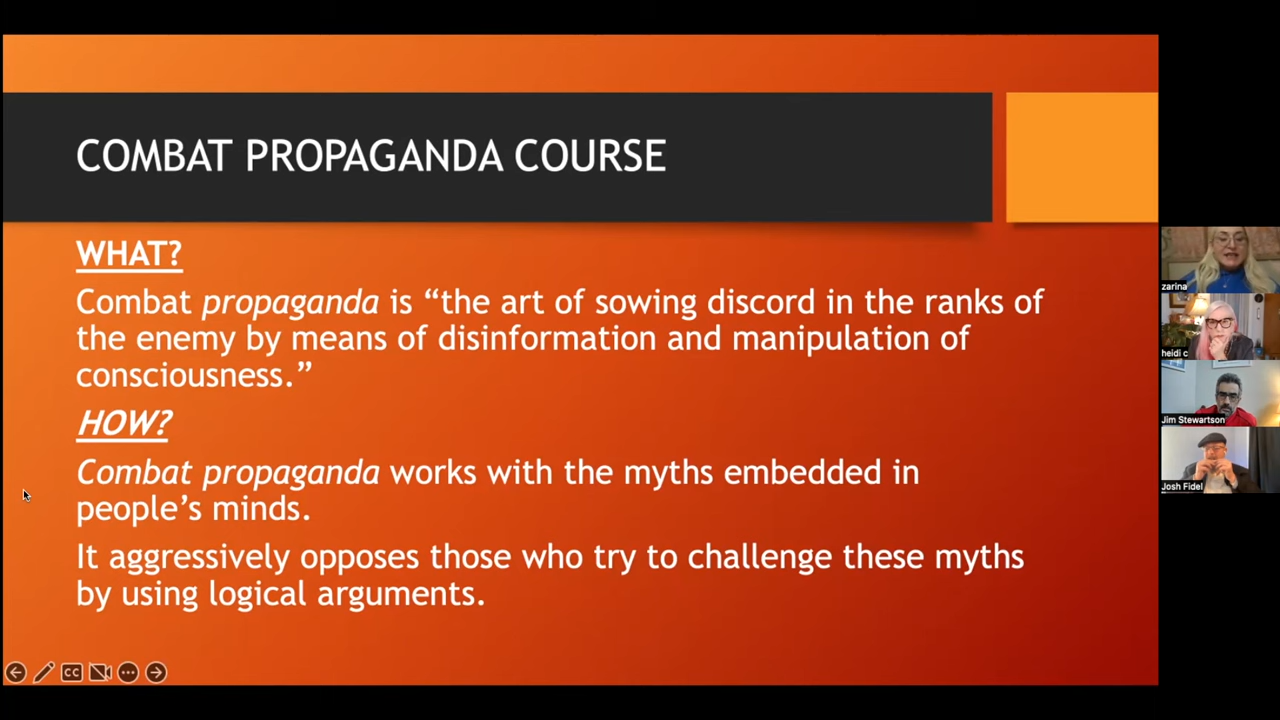 COMBAT PROPAGANDA COURSE
WHAT?
Combat propaganda is “the art of sowing discord in the ranks of
the enemy by means of disinformation and manipulation of
consciousness.”
HOW?
Combat propaganda works with the myths embedded in
people’s minds.
It aggressively opposes those who try to challenge these myths
by using logical arguments.
CC
zarina
heidi c
Jim Stewartson
Josh Fidel